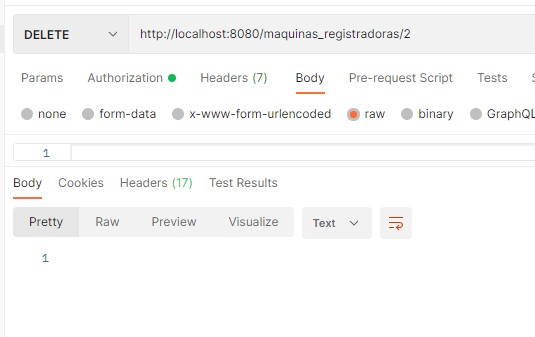 DELETE http://localhost:8080/maquinas_registradoras/2
Params Authorization Headers (7) Body Pre-request Script Tests S
none form-data x-www-form-urlencoded raw binary GraphQL
1
Body Cookies Headers (17) Test Results
Pretty Raw Preview Visualize Text
1